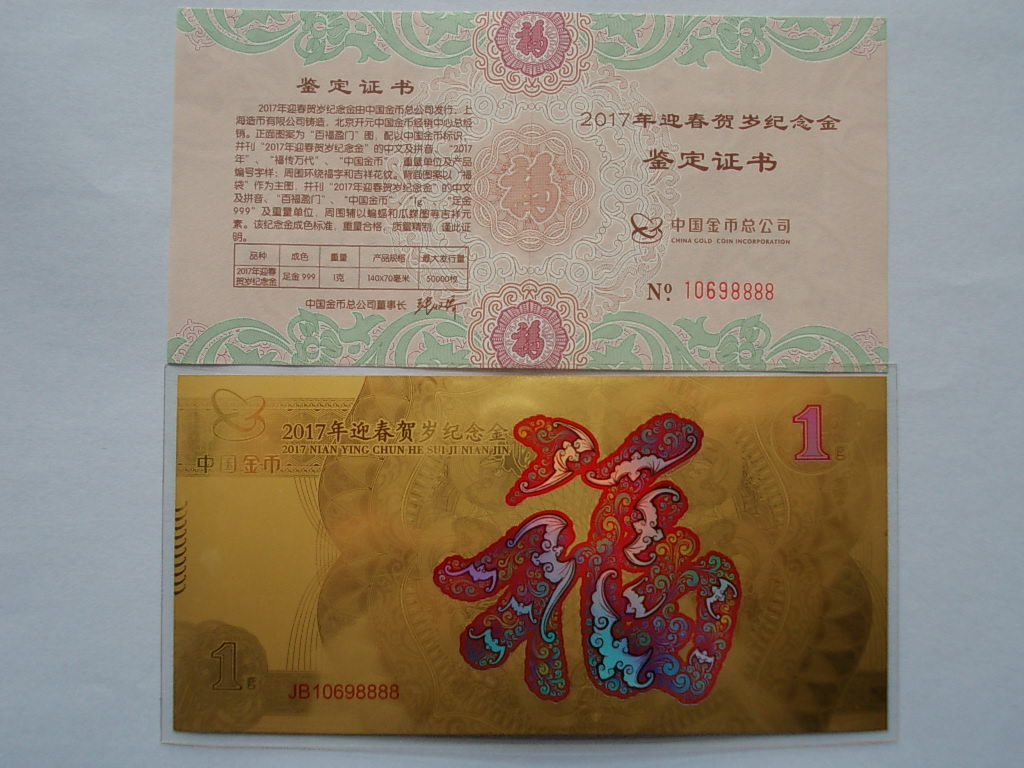 福
鉴定证书
2017年迎春贺岁纪念金由中国金币总公司发行，上
海造币有限公司铸造，北京开元中国金币经销中心总经
销。正面图案为“百福盈门”图，配以中国金币标识，
并刊“2017年迎春贺岁纪念金”的中文及拼音、“2017
年”、“福传万代”、“中国金币”、重量单位及产品
编号字样；周围环绕福字和吉祥花纹。背面图案以“福
袋”作为主图，并刊“2017年迎春贺岁纪念金”的中文
及拼音、“百福盈门”、“中国金币”、“1g”、“足金
999”及重量单位，周围辅以蝙蝠和瓜蝶图等吉祥元
素。该纪念金成色标准，重量合格，质量精制，谨此证
明。
品种 成色 重量 产品规格 最大发行量
2017年迎春贺岁纪念金 足金 999 1克 140X70毫米 50000枚
中国金币总公司董事长
福
2017年迎春贺岁纪念金
鉴定证书
中国金币总公司
CHINA GOLD COIN INCORPORATION
№ 10698888
福
2017年迎春贺岁纪念金
2017 NIAN YING CHUN HE SUI JI NIAN JIN
中国金币
1g
福
1g
JB10698888